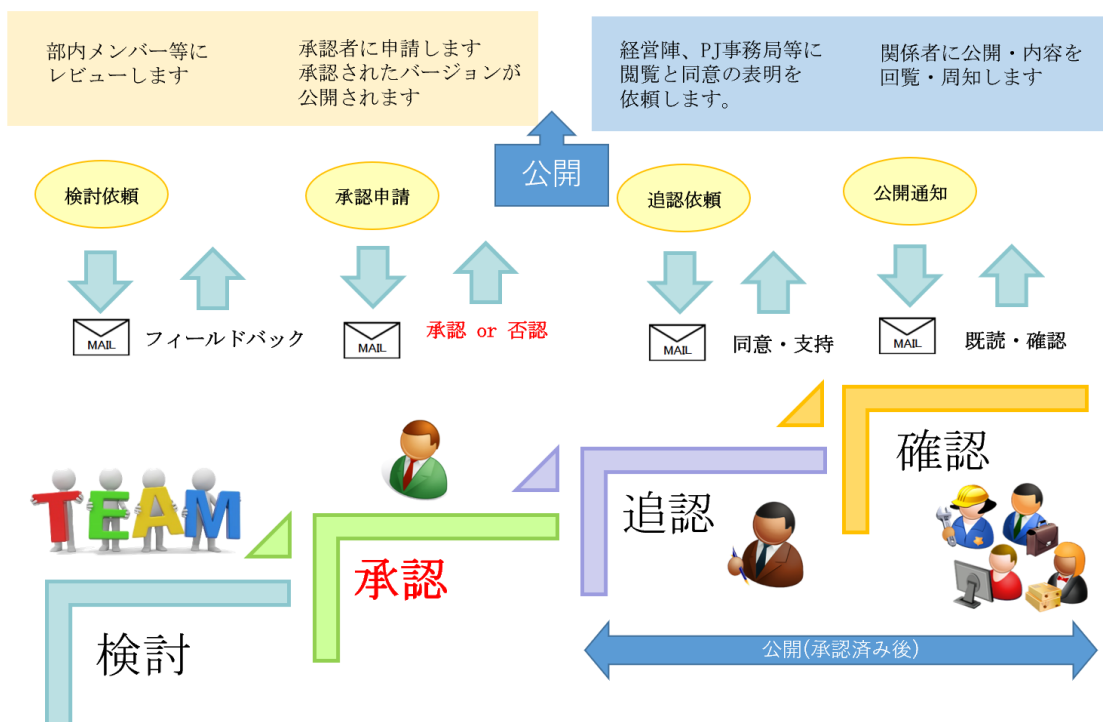 部内メンバー等に
レビューします
承認者に申請します
承認されたバージョンが
公開されます
経営陣、PJ事務局等に
閲覧と同意の表明を
依頼します。
関係者に公開・内容を
回覧・周知します
公開
検討依頼
承認申請
追認依頼
公開通知
MAIL
フィールドバック
MAIL
承認 or 否認
MAIL
同意・支持
MAIL
既読・確認
TEAM
検討
承認
追認
確認
公開(承認済み後)